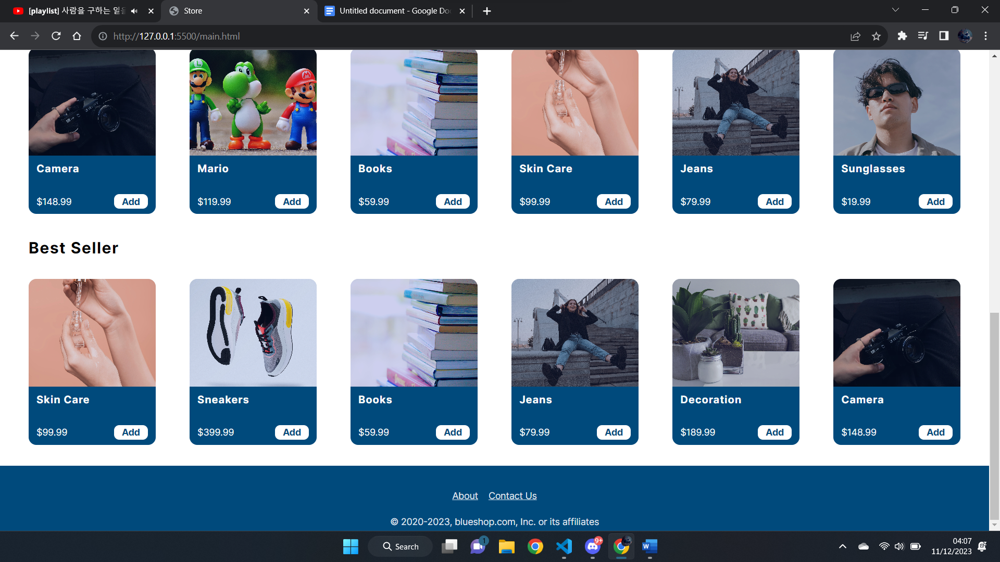 [playlist] 사람을 구하는 일을
Store
Untitled document - Google Doc
http://127.0.0.1:5500/main.html
Camera
$148.99 Add
Mario
$119.99 Add
Books
$59.99 Add
Skin Care
$99.99 Add
Jeans
$79.99 Add
Sunglasses
$19.99 Add
Best Seller
Skin Care
$99.99 Add
Sneakers
$399.99 Add
Books
$59.99 Add
Jeans
$79.99 Add
Decoration
$189.99 Add
Camera
$148.99 Add
About Contact Us
© 2020-2023, blueshop.com, Inc. or its affiliates
Search
1
9+
W
04:07
11/12/2023